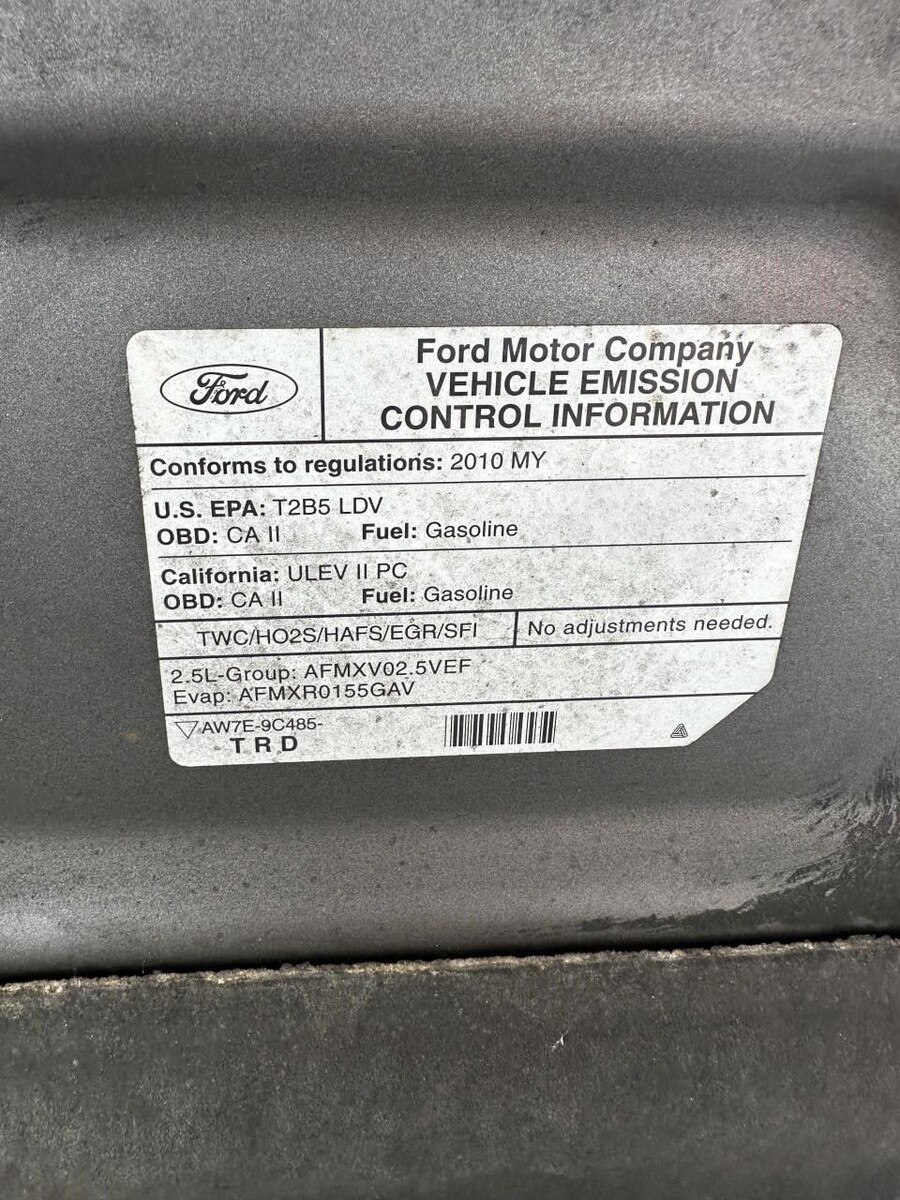 Ford
Ford Motor Company
VEHICLE EMISSION
CONTROL INFORMATION
Conforms to regulations: 2010 MY
U.S. EPA: T2B5 LDV
OBD: CA II Fuel: Gasoline
California: ULEV II PC
OBD: CA II Fuel: Gasoline
TWC/HO2S/HAFS/EGR/SFI No adjustments needed.
2.5L-Group: AFMXV02.5VEF
Evap: AFMXR0155GAV
AW7E-9C485-
T R D